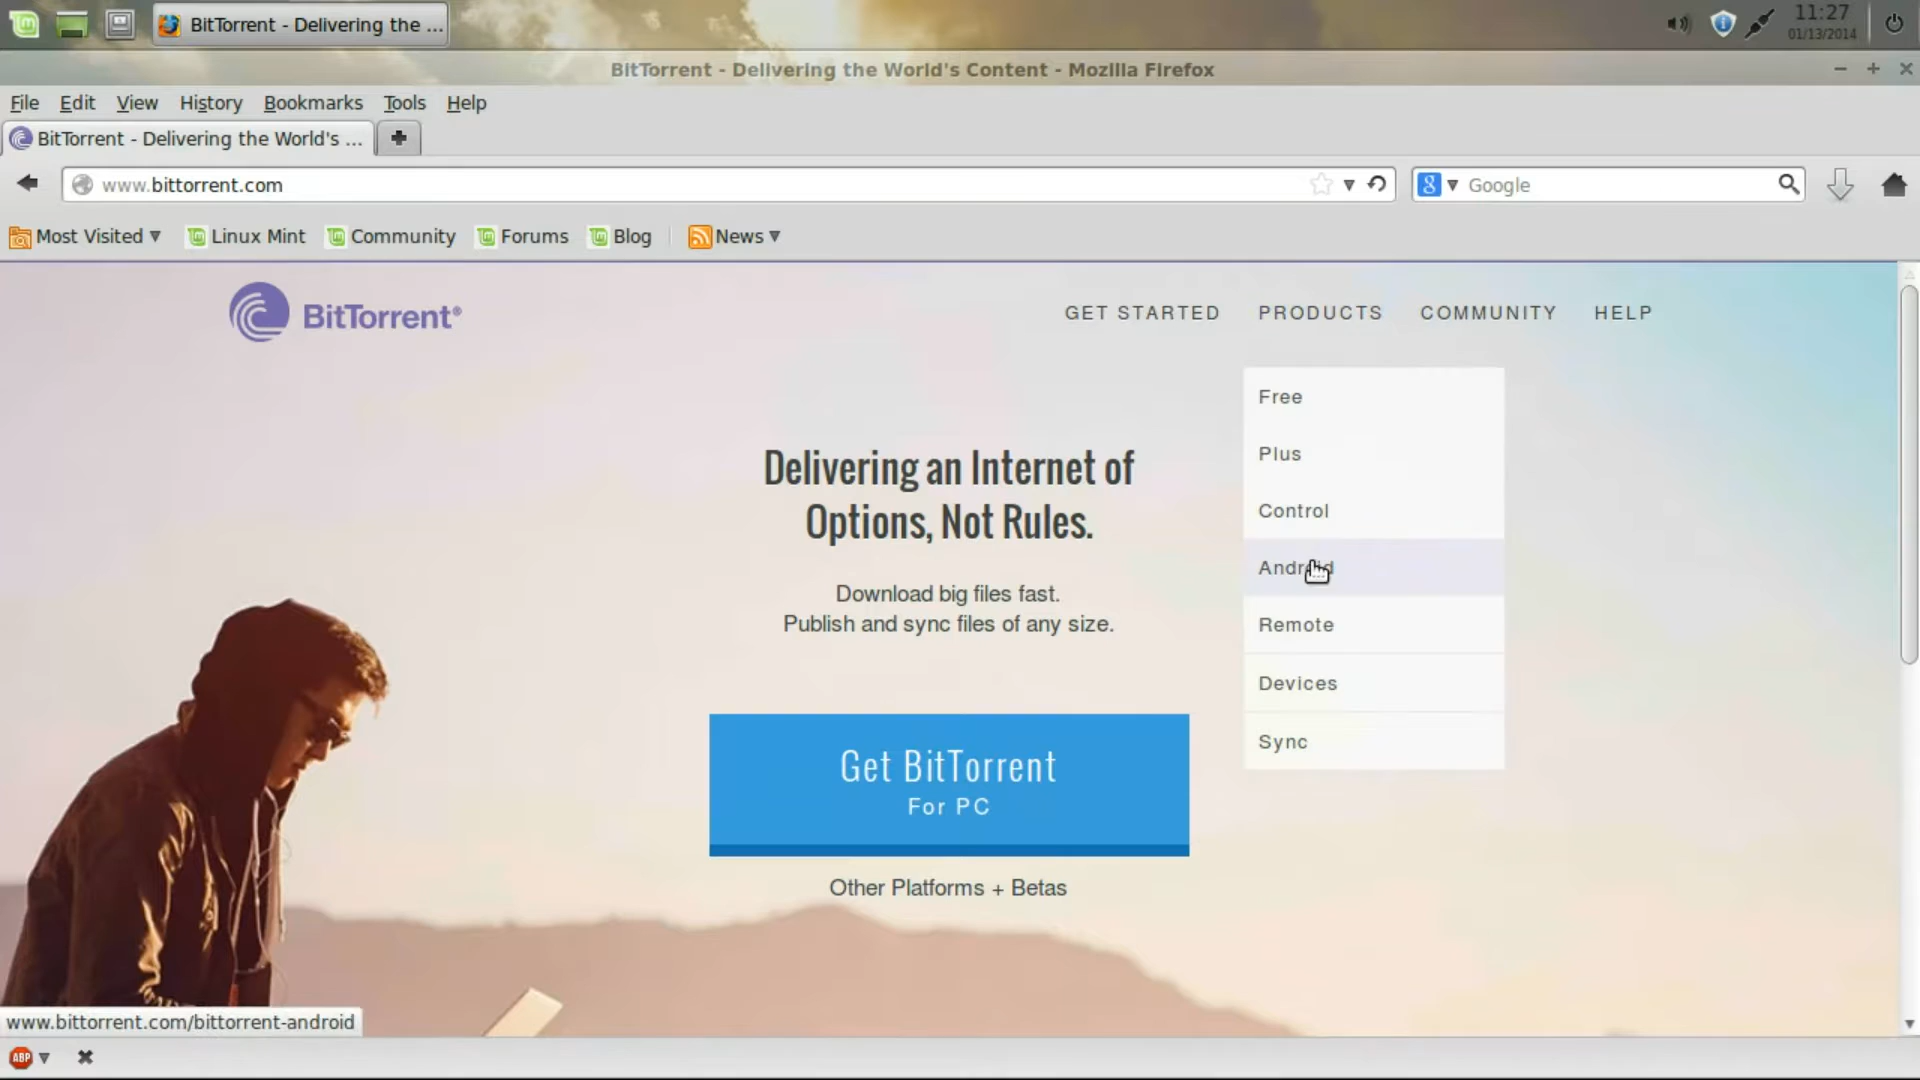 BitTorrent - Delivering the ...
11:27
01/13/2014
BitTorrent - Delivering the World's Content - Mozilla Firefox
File Edit View History Bookmarks Tools Help
BitTorrent - Delivering the World's ...
www.bittorrent.com
Google
Most Visited Linux Mint Community Forums Blog News
BitTorrent®
GET STARTED PRODUCTS COMMUNITY HELP
Free
Plus
Control
Android
Remote
Devices
Sync
Delivering an Internet of
Options, Not Rules.
Download big files fast.
Publish and sync files of any size.
Get BitTorrent
For PC
Other Platforms + Betas
www.bittorrent.com/bittorrent-android
ABP